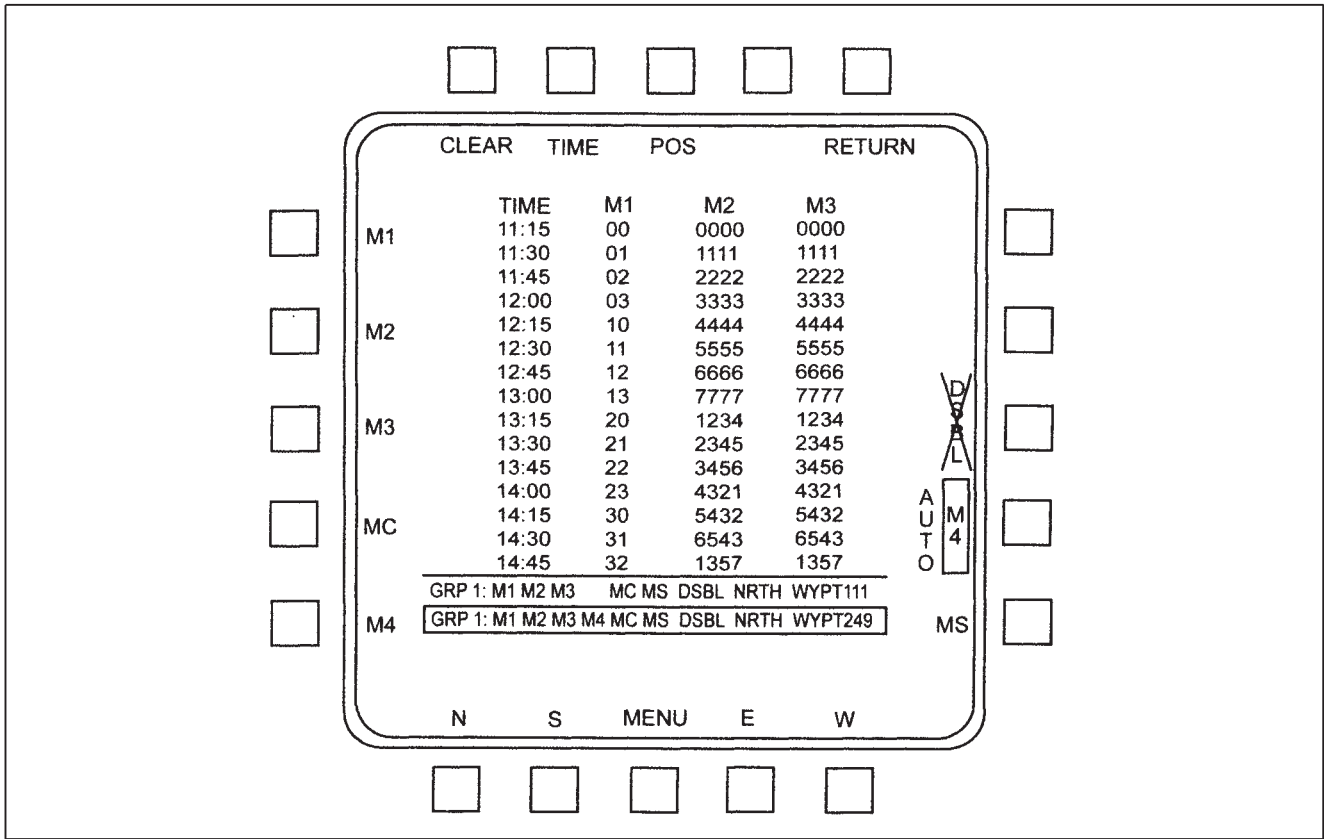 CLEAR TIME POS RETURN
TIME M1 M2 M3
11:15 00 0000 0000
11:30 01 1111 1111
11:45 02 2222 2222
12:00 03 3333 3333
12:15 10 4444 4444
12:30 11 5555 5555
12:45 12 6666 6666
13:00 13 7777 7777
13:15 20 1234 1234
13:30 21 2345 2345
13:45 22 3456 3456
14:00 23 4321 4321
14:15 30 5432 5432
14:30 31 6543 6543
14:45 32 1357 1357
GRP 1: M1 M2 M3 MC MS DSBL NRTH WYPT111
GRP 1: M1 M2 M3 M4 MC MS DSBL NRTH WYPT249
M1
M2
M3
MC
M4
DSBL
AUTO
M4
MS
N S MENU E W